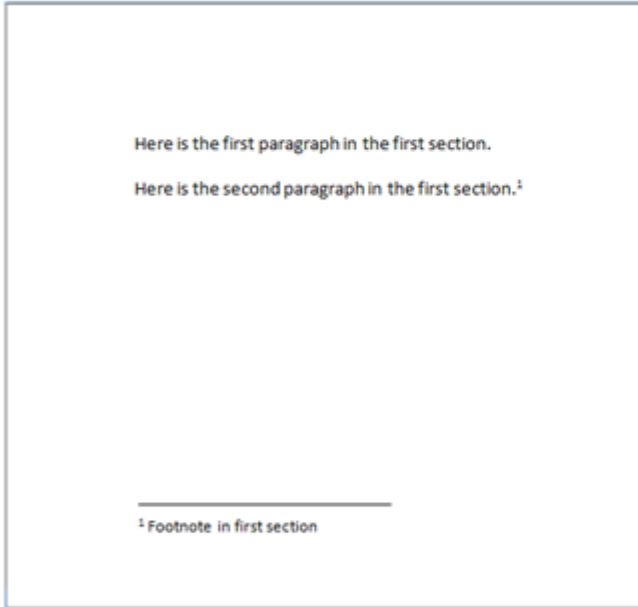 Here is the first paragraph in the first section.
Here is the second paragraph in the first section.¹
¹ Footnote in first section